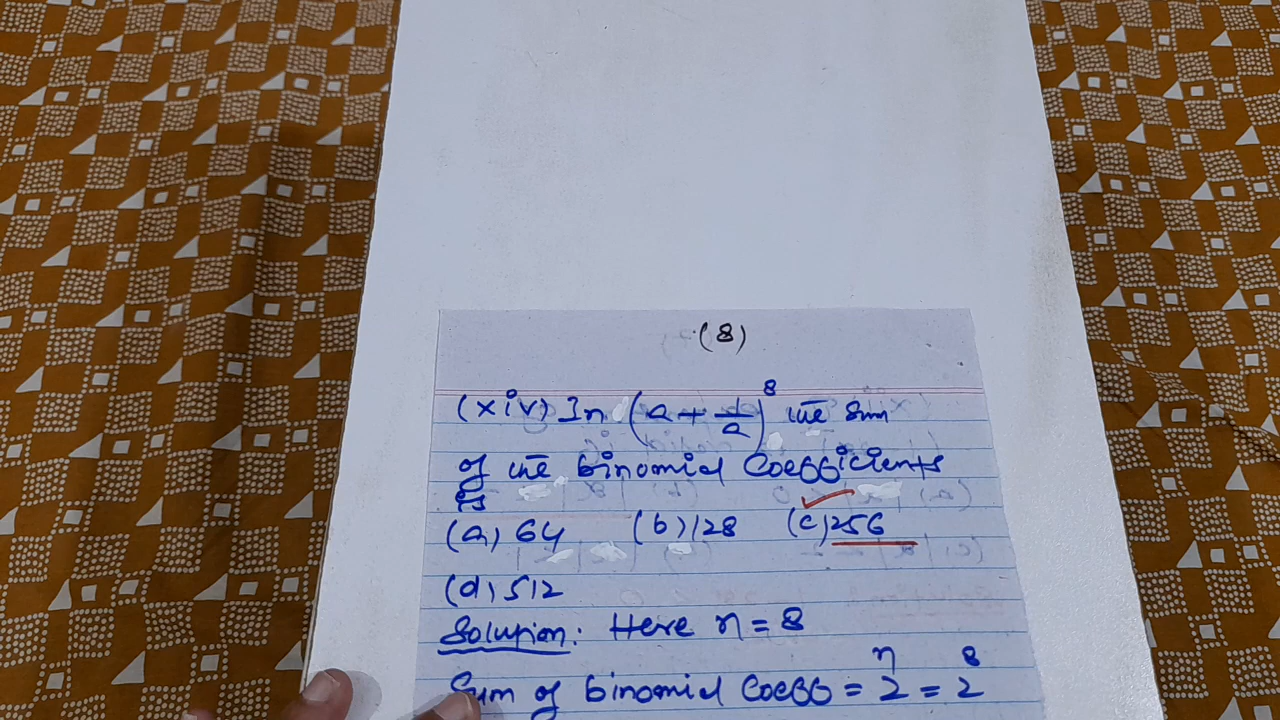 (8)
(xiv) In (a + 1/a)^8 the Sum
of the binomial Coefficients
is
(a) 64 (b) 128 (c) 256
(d) 512
Solution: Here n = 8
Sum of binomial Coeff = 2^n = 2^8